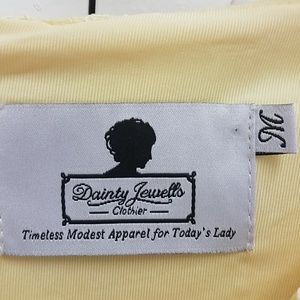 Dainty Jewell's
Clothier
Timeless Modest Apparel for Today's Lady
M